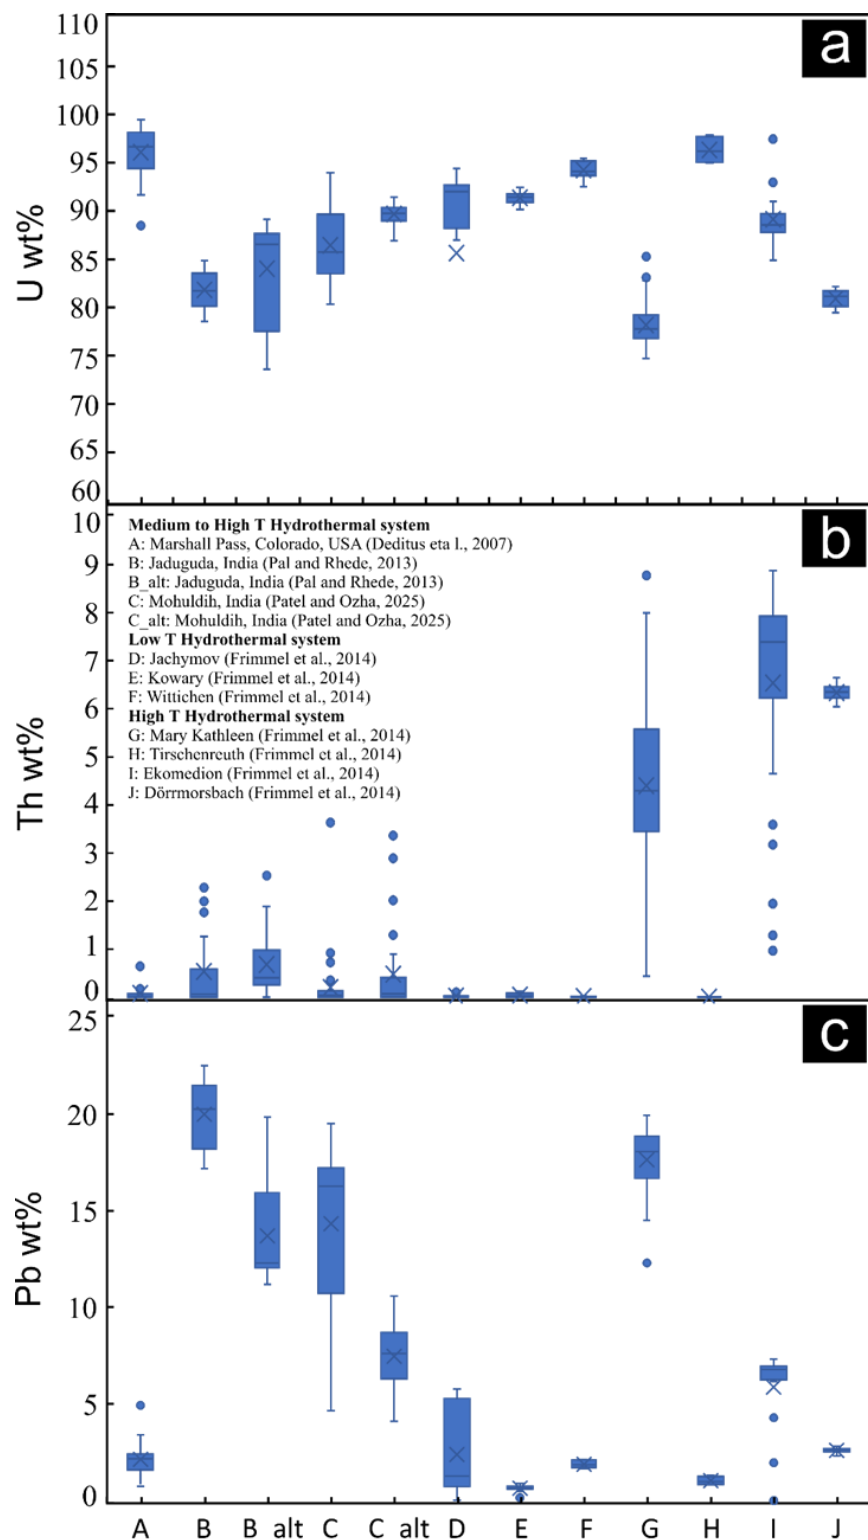 a
U wt%
110
105
100
95
90
85
80
75
70
65
60
b
Th wt%
10
9
8
7
6
5
4
3
2
1
0
Medium to High T Hydrothermal system
A: Marshall Pass, Colorado, USA (Deditus eta l., 2007)
B: Jaduguda, India (Pal and Rhede, 2013)
B_alt: Jaduguda, India (Pal and Rhede, 2013)
C: Mohuldih, India (Patel and Ozha, 2025)
C_alt: Mohuldih, India (Patel and Ozha, 2025)
Low T Hydrothermal system
D: Jachymov (Frimmel et al., 2014)
E: Kowary (Frimmel et al., 2014)
F: Wittichen (Frimmel et al., 2014)
High T Hydrothermal system
G: Mary Kathleen (Frimmel et al., 2014)
H: Tirschenreuth (Frimmel et al., 2014)
I: Ekomedion (Frimmel et al., 2014)
J: Dörrmorsbach (Frimmel et al., 2014)
c
Pb wt%
25
20
15
10
5
0
A B B alt C C alt D E F G H I J